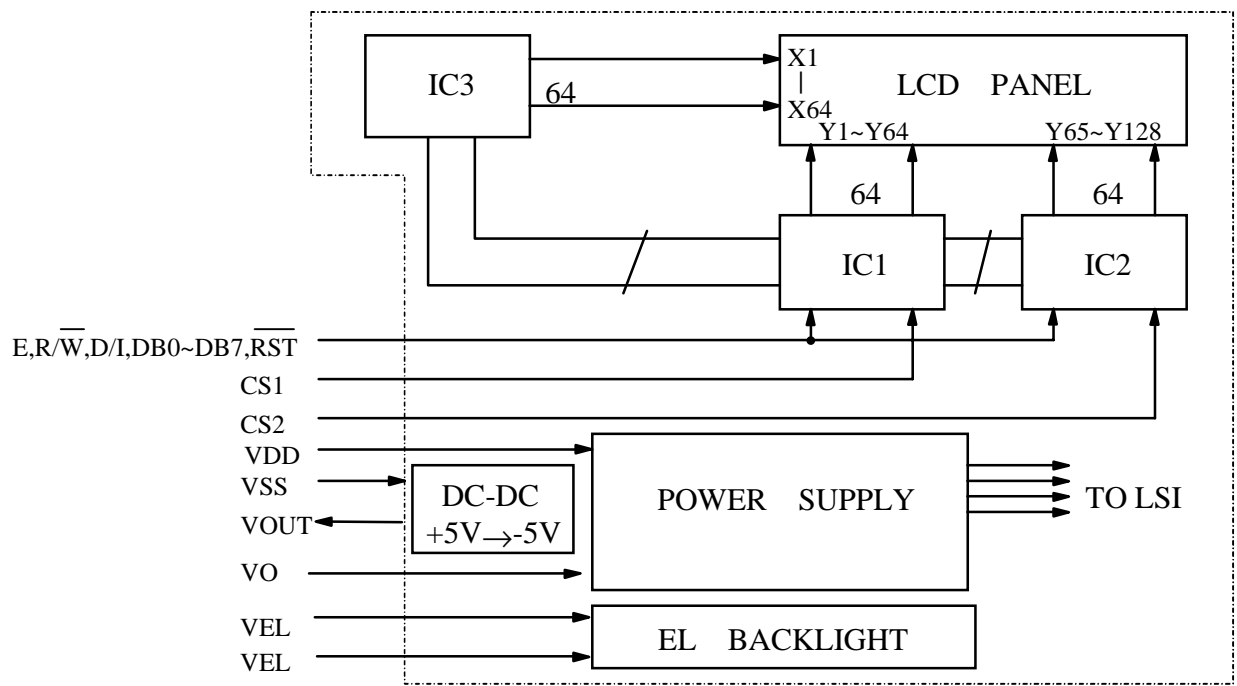 IC3
64
X1
|
X64
LCD PANEL
Y1~Y64
Y65~Y128
64
64
IC1
IC2
E,R/W̅,D/I,DB0~DB7,R̅S̅T̅
CS1
CS2
VDD
VSS
VOUT
VO
VEL
VEL
DC-DC
+5V→-5V
POWER SUPPLY
TO LSI
EL BACKLIGHT